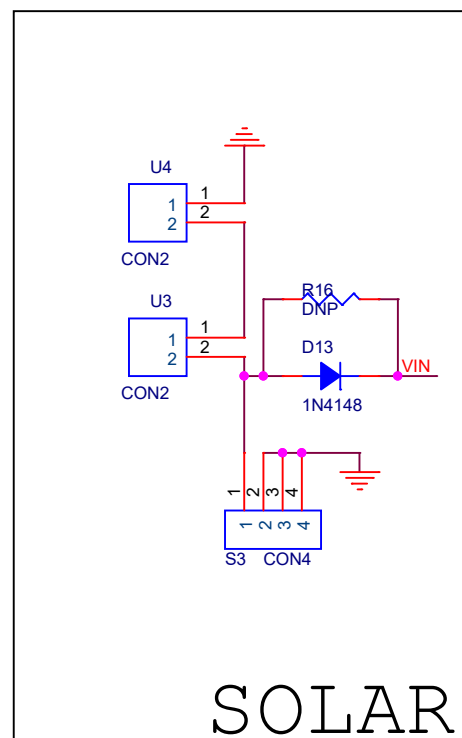 U4
1
1
2
2
CON2
U3
1
1
2
2
CON2
R16
DNP
D13
VIN
1N4148
1 2 3 4
1 2 3 4
S3 CON4
SOLAR